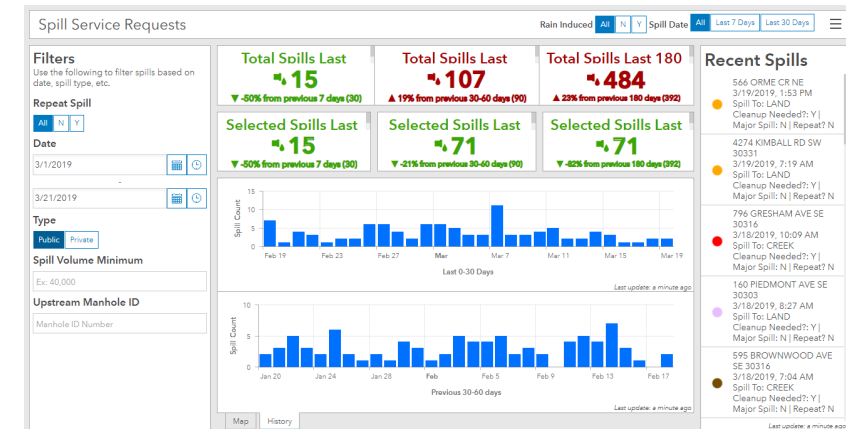 Spill Service Requests
Rain Induced All N Y Spill Date All Last 7 Days Last 30 Days
Filters
Use the following to filter spills based on
date, spill type, etc.
Repeat Spill
All N Y
Date
3/1/2019
-
3/21/2019
Type
Public Private
Spill Volume Minimum
Ex: 40,000
Upstream Manhole ID
Manhole ID Number
Total Spills Last
15
▼ -50% from previous 7 days (30)
Total Spills Last
107
▲ 19% from previous 30-60 days (90)
Total Spills Last 180
484
▲ 23% from previous 180 days (392)
Selected Spills Last
15
▼ -50% from previous 7 days (30)
Selected Spills Last
71
▼ -21% from previous 30-60 days (90)
Selected Spills Last
71
▼ -82% from previous 180 days (392)
Spill Count
15
10
5
0
Feb 19 Feb 23 Feb 27 Mar Mar 7 Mar 11 Mar 15 Mar 19
Last 0-30 Days
Last update: a minute ago
Spill Count
10
5
0
Jan 20 Jan 24 Jan 28 Feb Feb 5 Feb 9 Feb 13 Feb 17
Previous 30-60 days
Last update: a minute ago
Map History
Recent Spills
566 ORME CR NE
3/19/2019, 1:53 PM
Spill To: LAND
Cleanup Needed?: Y |
Major Spill: N | Repeat? N
4274 KIMBALL RD SW
30331
3/19/2019, 7:19 AM
Spill To: LAND
Cleanup Needed?: Y |
Major Spill: N | Repeat? N
796 GRESHAM AVE SE
30316
3/18/2019, 10:09 AM
Spill To: CREEK
Cleanup Needed?: Y |
Major Spill: N | Repeat? N
160 PIEDMONT AVE SE
30303
3/18/2019, 8:27 AM
Spill To: LAND
Cleanup Needed?: Y |
Major Spill: N | Repeat? N
595 BROWNWOOD AVE
SE 30316
3/18/2019, 7:04 AM
Spill To: CREEK
Cleanup Needed?: Y |
Major Spill: N | Repeat? N
Last update: a minute ago